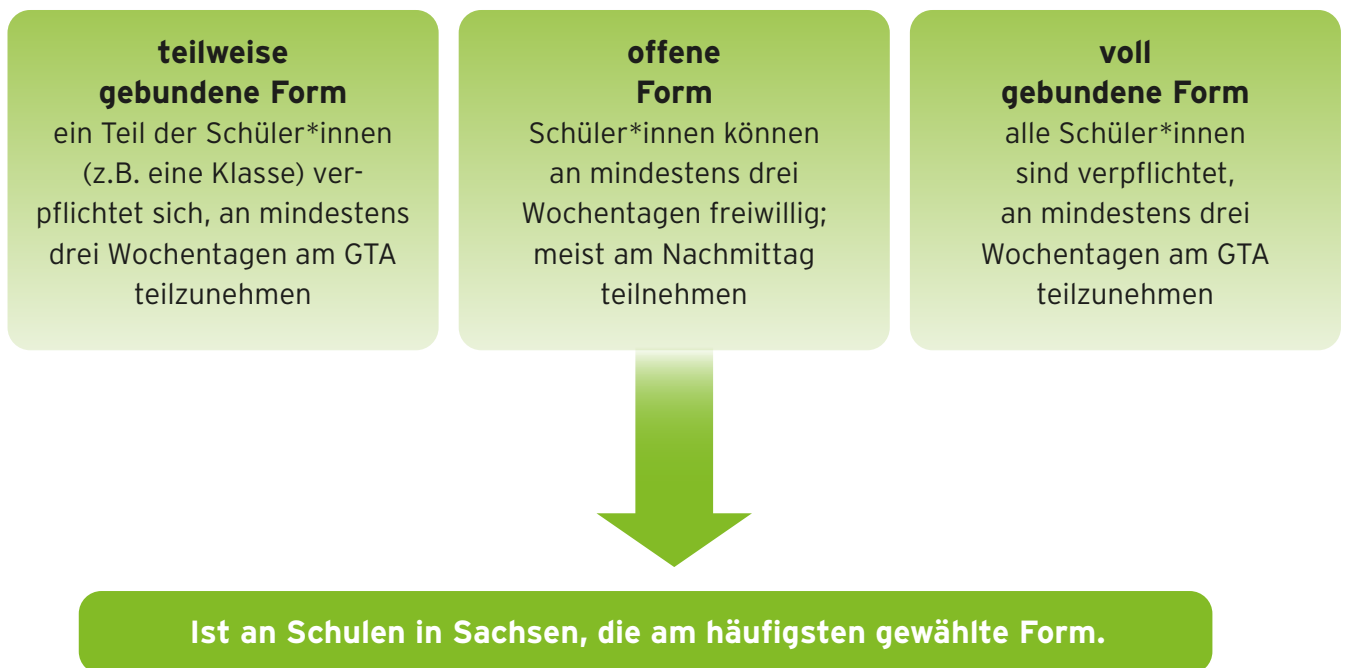 teilweise
gebundene Form
ein Teil der Schüler*innen
(z.B. eine Klasse) ver-
pflichtet sich, an mindestens
drei Wochentagen am GTA
teilzunehmen
offene
Form
Schüler*innen können
an mindestens drei
Wochentagen freiwillig;
meist am Nachmittag
teilnehmen
voll
gebundene Form
alle Schüler*innen
sind verpflichtet,
an mindestens drei
Wochentagen am GTA
teilzunehmen
Ist an Schulen in Sachsen, die am häufigsten gewählte Form.